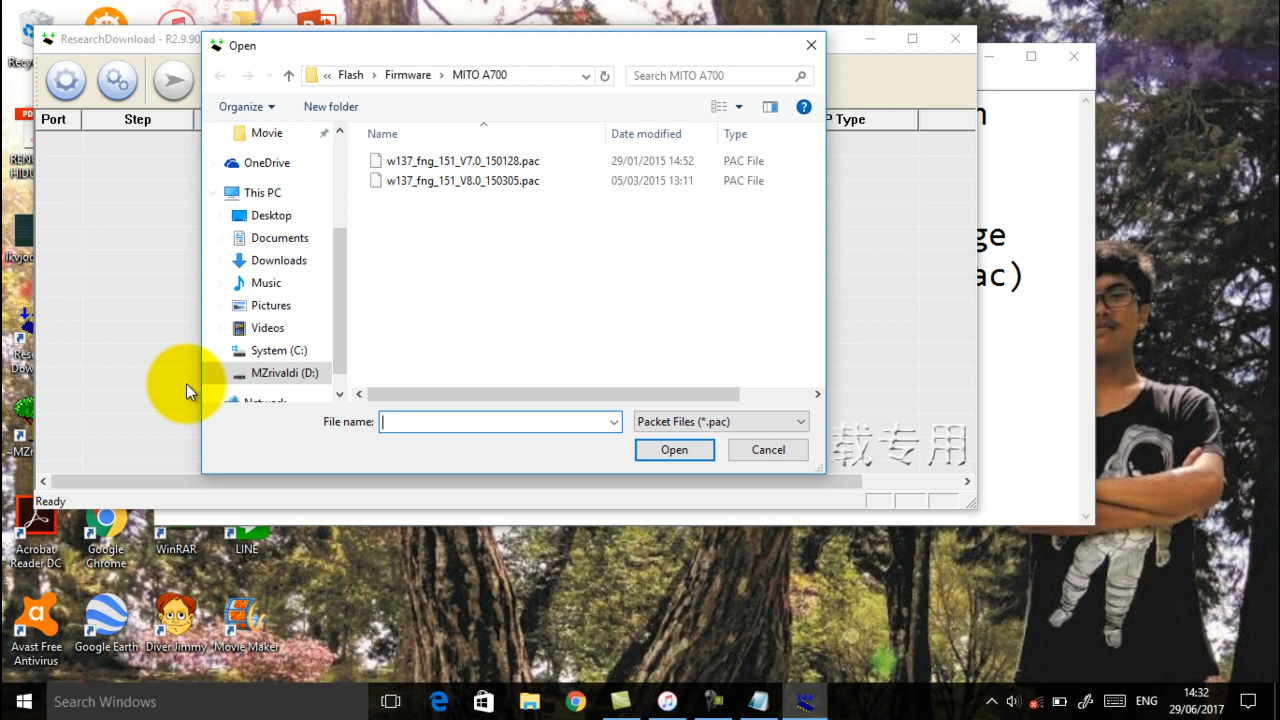 ResearchDownload - R2.9.90
Open
Flash
Firmware
MITO A700
Search MITO A700
Organize
New folder
Port
Step
Type
Name
Date modified
Type
Movie
OneDrive
This PC
Desktop
Documents
Downloads
Music
Pictures
Videos
System (C:)
MZrivaldi (D:)
w137_fng_151_V7.0_150128.pac
29/01/2015 14:52
PAC File
w137_fng_151_V8.0_150305.pac
05/03/2015 13:11
PAC File
File name:
Packet Files (*.pac)
Open
Cancel
载专用
Ready
Acrobat
Reader DC
Google
Chrome
WinRAR
LINE
Avast Free
Antivirus
Google Earth
Diver Jimmy
Movie Maker
Search Windows
ENG
14:32
29/06/2017